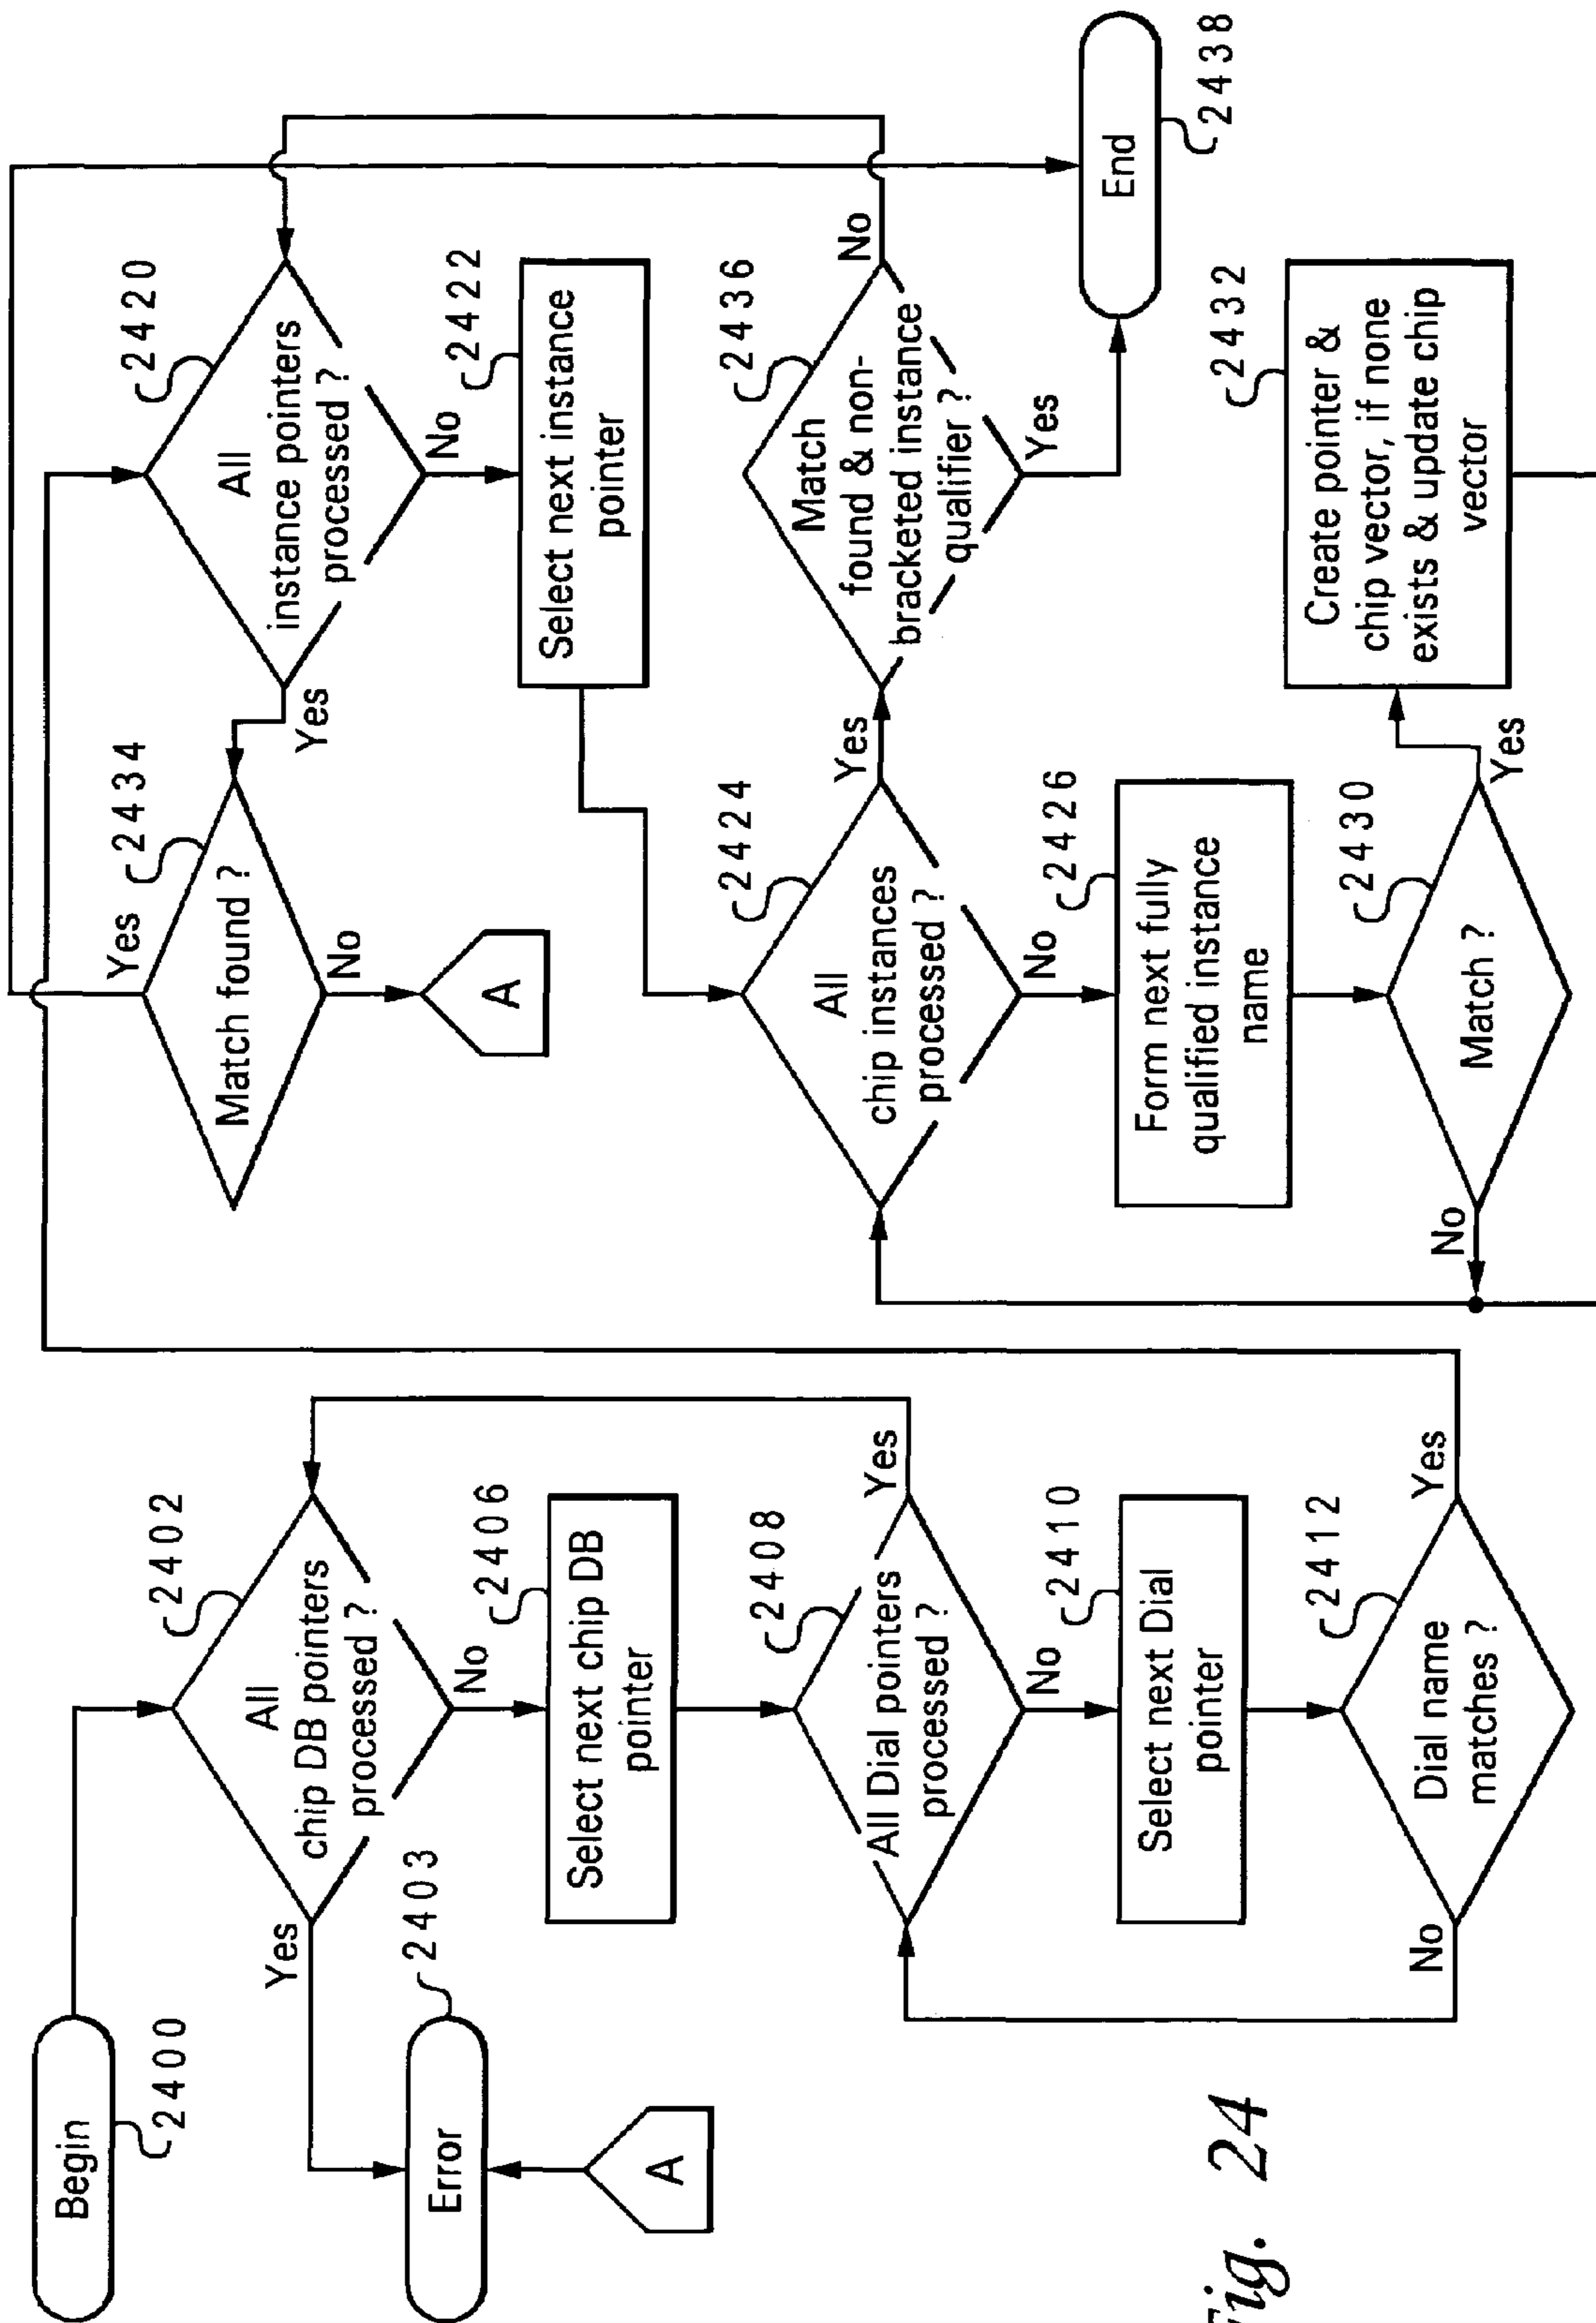 Begin
2400
All
chip DB pointers
processed ?
2402
Yes
No
Error
2403
A
Select next chip DB
pointer
2406
All Dial pointers
processed ?
2408
Yes
No
Select next Dial
pointer
2410
Dial name
matches ?
2412
No
Yes
Match found ?
2434
Yes
No
A
All
instance pointers
processed ?
2420
Yes
No
Select next instance
pointer
2422
All
chip instances
processed ?
2424
Yes
No
Match
found & non-
bracketed instance
qualifier ?
2436
No
Yes
Form next fully
qualified instance
name
2426
End
2438
Match ?
2430
No
Yes
Create pointer &
chip vector, if none
exists & update chip
vector
2432
Fig. 24